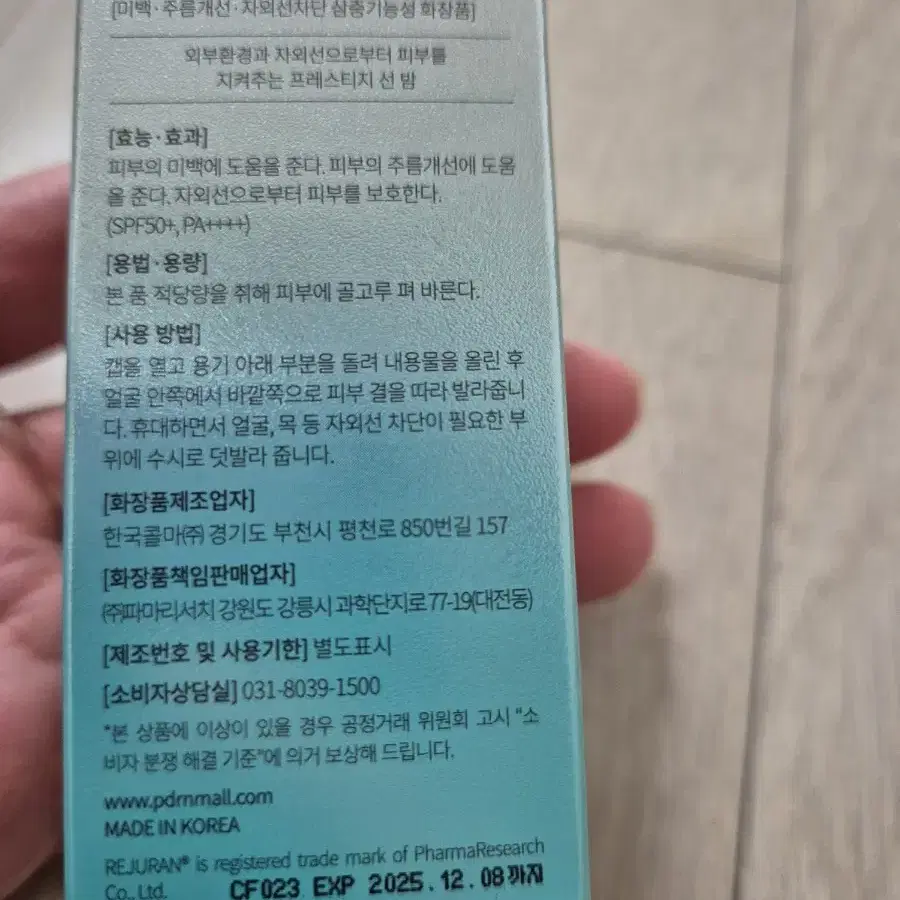 [미백·주름개선·자외선차단 삼중기능성 화장품]
외부환경과 자외선으로부터 피부를
지켜주는 프레스티지 선 밤
[효능·효과]
피부의 미백에 도움을 준다. 피부의 주름개선에 도움
을 준다. 자외선으로부터 피부를 보호한다.
(SPF50+, PA++++)
[용법·용량]
본 품 적당량을 취해 피부에 골고루 펴 바른다.
[사용 방법]
캡을 열고 용기 아래 부분을 돌려 내용물을 올린 후
얼굴 안쪽에서 바깥쪽으로 피부 결을 따라 발라줍니
다. 휴대하면서 얼굴, 목 등 자외선 차단이 필요한 부
위에 수시로 덧발라 줍니다.
[화장품제조업자]
한국콜마㈜ 경기도 부천시 평천로 850번길 157
[화장품책임판매업자]
㈜파마리서치 강원도 강릉시 과학단지로 77-19(대전동)
[제조번호 및 사용기한] 별도표시
[소비자상담실] 031-8039-1500
*본 상품에 이상이 있을 경우 공정거래 위원회 고시 "소
비자 분쟁 해결 기준"에 의거 보상해 드립니다.
www.pdrnmall.com
MADE IN KOREA
REJURAN® is registered trade mark of PharmaResearch
Co., Ltd.
CF023 EXP 2025.12.08까지